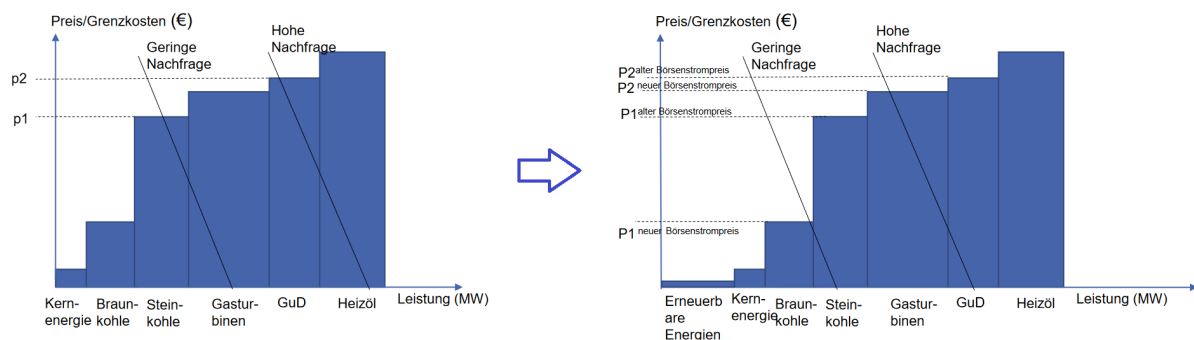 Preis/Grenzkosten (€)
Geringe
Nachfrage
Hohe
Nachfrage
p2
p1
Kern-
energie
Braun-
kohle
Stein-
kohle
Gastur-
binen
GuD
Heizöl
Leistung (MW)
Preis/Grenzkosten (€)
Geringe
Nachfrage
Hohe
Nachfrage
P2 alter Börsenstrompreis
P2 neuer Börsenstrompreis
P1 alter Börsenstrompreis
P1 neuer Börsenstrompreis
Erneuerb
are
Energien
Kern-
energie
Braun-
kohle
Stein-
kohle
Gastur-
binen
GuD
Heizöl
Leistung (MW)